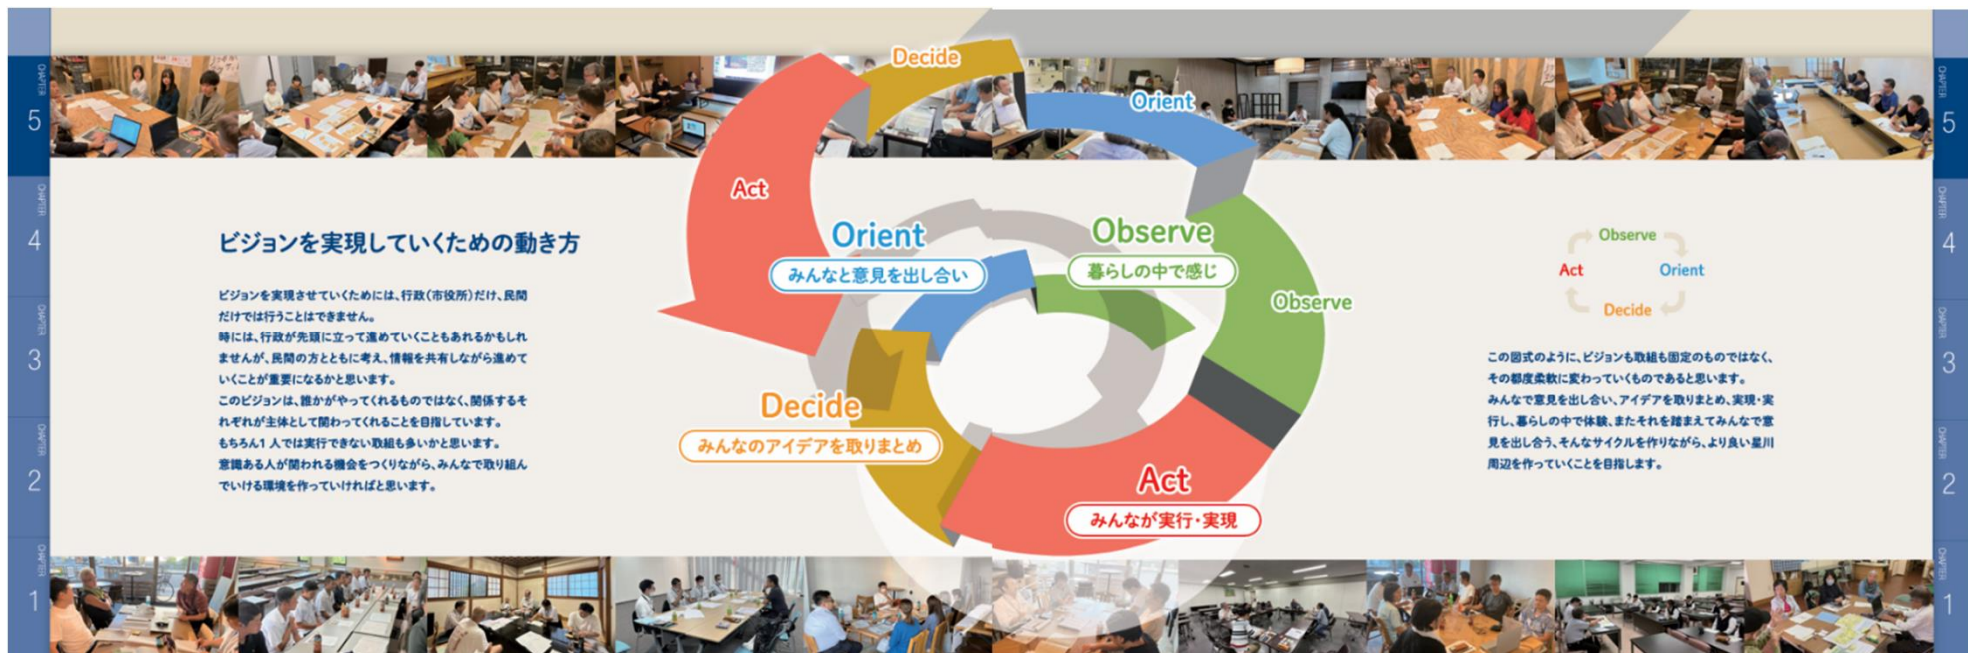 CHAPTER
5
CHAPTER
4
CHAPTER
3
CHAPTER
2
CHAPTER
1
ビジョンを実現していくための動き方
ビジョンを実現させていくためには、行政(市役所)だけ、民間
だけでは行うことはできません。
時には、行政が先頭に立って進めていくこともあれるかもしれ
ませんが、民間の方とともに考え、情報を共有しながら進めて
いくことが重要になるかと思います。
このビジョンは、誰かがやってくれるものではなく、関係するそ
れぞれが主体として関わってくれることを目指しています。
もちろん1人では実行できない取組も多いかと思います。
意識ある人が関われる機会をつくりながら、みんなで取り組ん
でいける環境を作っていければと思います。
Decide
Orient
Act
Observe
Orient
みんなと意見を出し合い
Observe
暮らしの中で感じ
Decide
みんなのアイデアを取りまとめ
Act
みんなが実行・実現
Observe
Act
Orient
Decide
この図式のように、ビジョンも取組も固定のものではなく、
その都度柔軟に変わっていくものであると思います。
みんなで意見を出し合い、アイデアを取りまとめ、実現・実
行し、暮らしの中で体験、またそれを踏まえてみんなで意
見を出し合う、そんなサイクルを作りながら、より良い星川
周辺を作っていくことを目指します。
CHAPTER
5
CHAPTER
4
CHAPTER
3
CHAPTER
2
CHAPTER
1